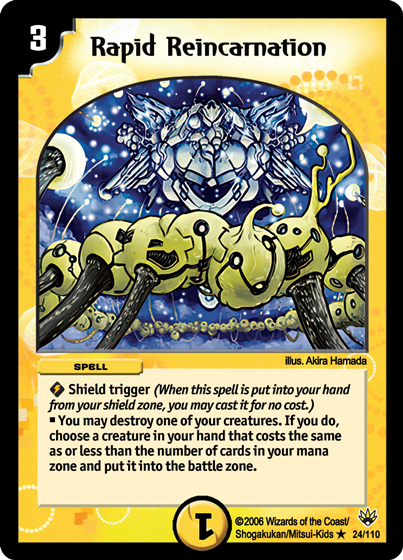 3
Rapid Reincarnation
illus. Akira Hamada
SPELL
Shield trigger (When this spell is put into your hand
from your shield zone, you may cast it for no cost.)
▪ You may destroy one of your creatures. If you do,
choose a creature in your hand that costs the same
as or less than the number of cards in your mana
zone and put it into the battle zone.
1
©2006 Wizards of the Coast/
Shogakukan/Mitsui-Kids ★ 24/110